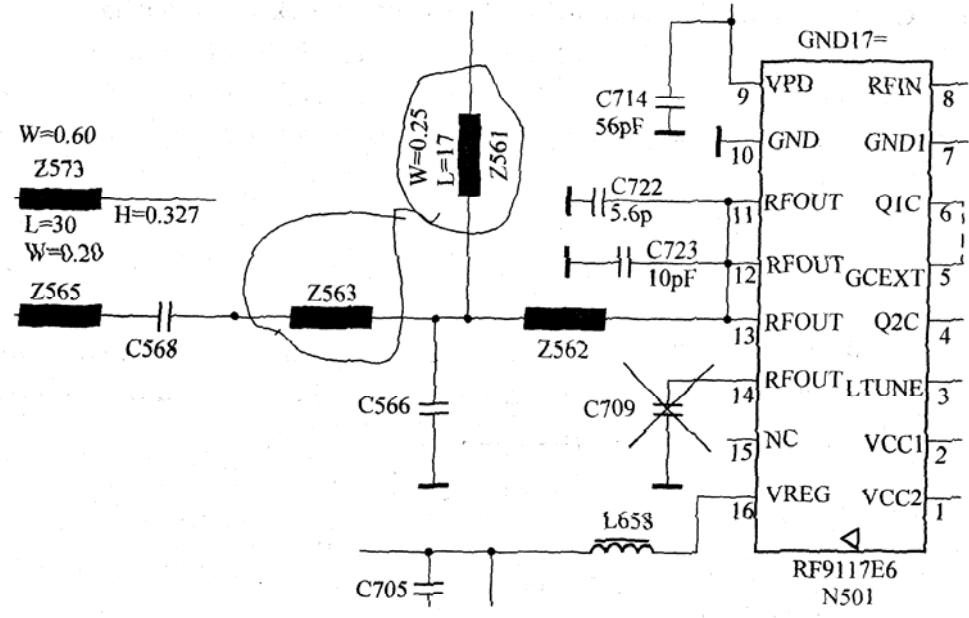 GND17=
W=0.60
Z573
L=30
H=0.327
W=0.20
Z565
C568
Z563
W=0.25
L=17
Z561
C566
Z562
C714
56pF
C722
5.6p
C723
10pF
C709
L658
C705
9
VPD
RFIN
8
10
GND
GND1
7
11
RFOUT
Q1C
6
12
RFOUT
GCEXT
5
13
RFOUT
Q2C
4
14
RFOUT
LTUNE
3
15
NC
VCC1
2
16
VREG
VCC2
1
RF9117E6
N501